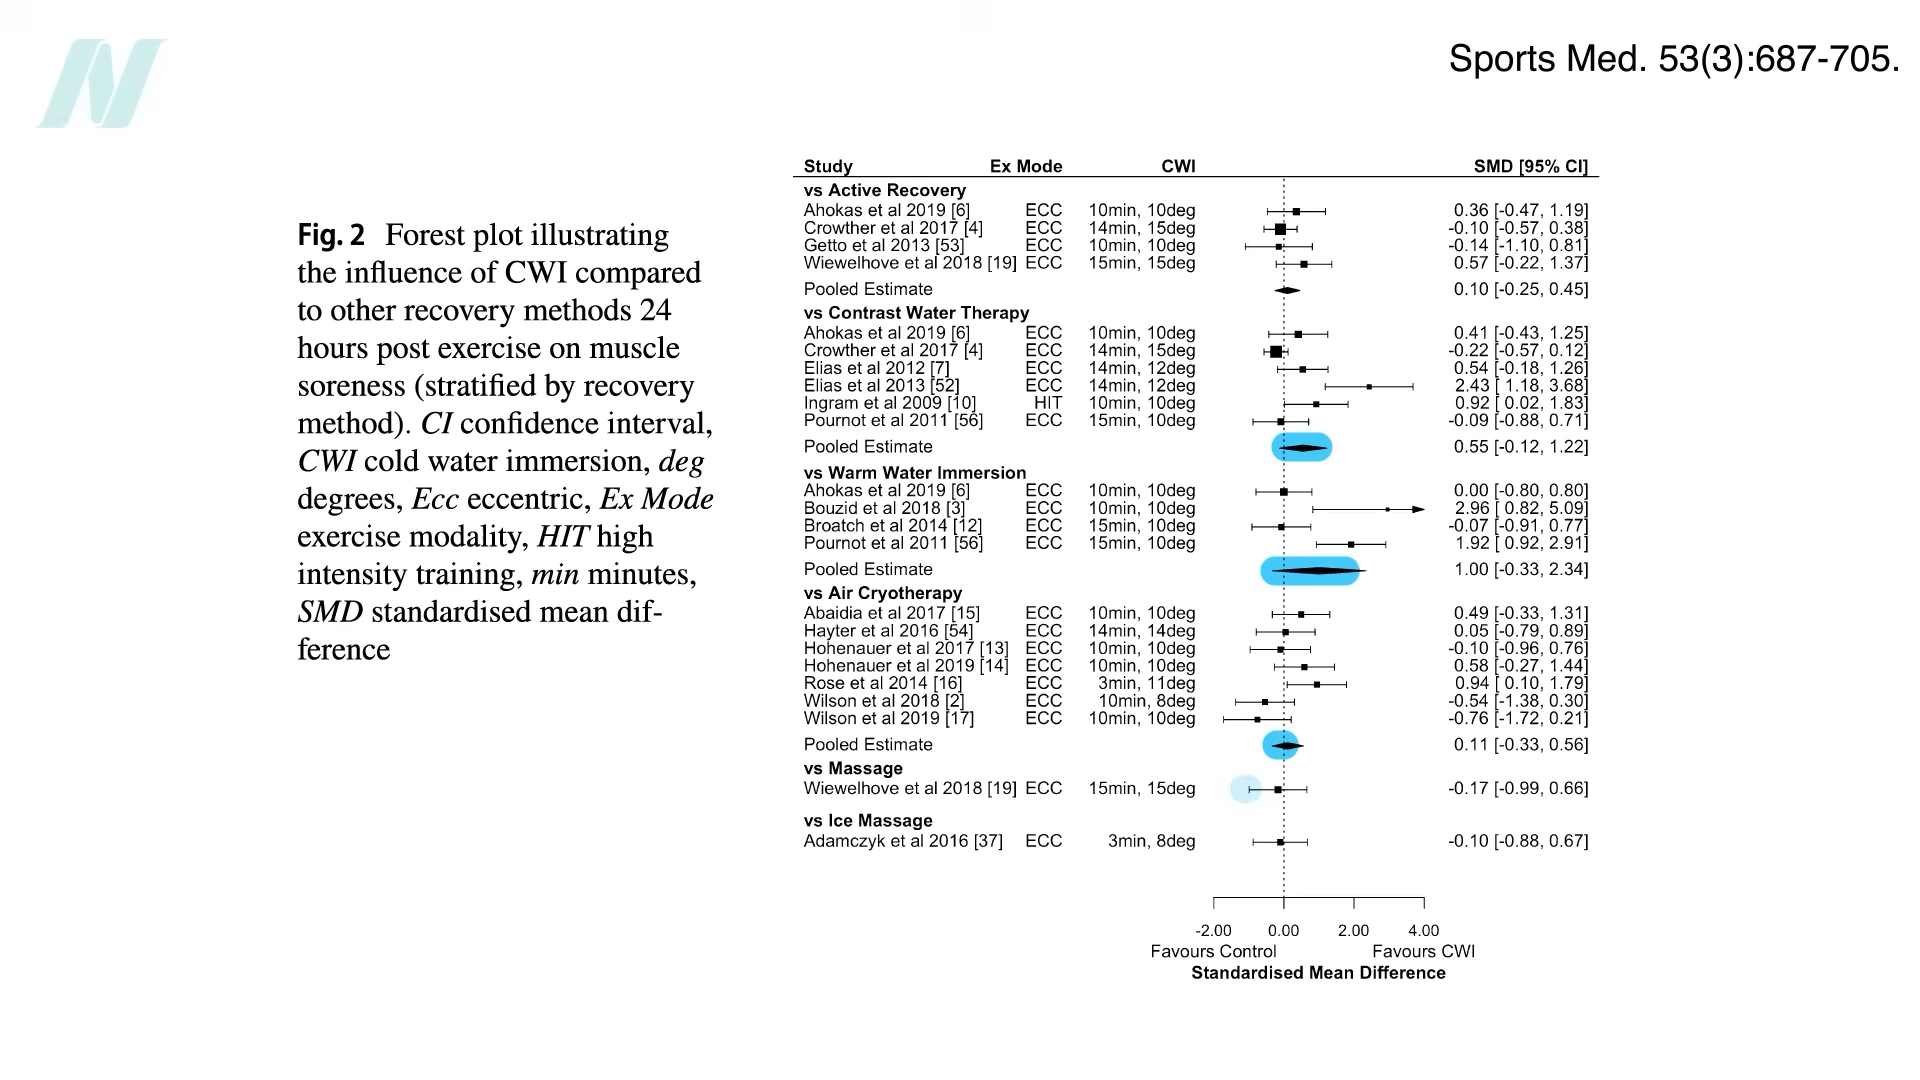 Sports Med. 53(3):687-705.
Fig. 2 Forest plot illustrating
the influence of CWI compared
to other recovery methods 24
hours post exercise on muscle
soreness (stratified by recovery
method). CI confidence interval,
CWI cold water immersion, deg
degrees, Ecc eccentric, Ex Mode
exercise modality, HIT high
intensity training, min minutes,
SMD standardised mean dif-
ference
Study Ex Mode CWI SMD [95% CI]
vs Active Recovery
Ahokas et al 2019 [6] ECC 10min, 10deg 0.36 [-0.47, 1.19]
Crowther et al 2017 [4] ECC 14min, 15deg -0.10 [-0.57, 0.38]
Getto et al 2013 [53] ECC 10min, 10deg -0.14 [-1.10, 0.81]
Wiewelhove et al 2018 [19] ECC 15min, 15deg 0.57 [-0.22, 1.37]
Pooled Estimate 0.10 [-0.25, 0.45]
vs Contrast Water Therapy
Ahokas et al 2019 [6] ECC 10min, 10deg 0.41 [-0.43, 1.25]
Crowther et al 2017 [4] ECC 14min, 15deg -0.22 [-0.57, 0.12]
Elias et al 2012 [7] ECC 14min, 12deg 0.54 [-0.18, 1.26]
Elias et al 2013 [52] ECC 14min, 12deg 2.43 [ 1.18, 3.68]
Ingram et al 2009 [10] HIT 10min, 10deg 0.92 [ 0.02, 1.83]
Pournot et al 2011 [56] ECC 15min, 10deg -0.09 [-0.88, 0.71]
Pooled Estimate 0.55 [-0.12, 1.22]
vs Warm Water Immersion
Ahokas et al 2019 [6] ECC 10min, 10deg 0.00 [-0.80, 0.80]
Bouzid et al 2018 [3] ECC 10min, 10deg 2.96 [ 0.82, 5.09]
Broatch et al 2014 [12] ECC 15min, 10deg -0.07 [-0.91, 0.77]
Pournot et al 2011 [56] ECC 15min, 10deg 1.92 [ 0.92, 2.91]
Pooled Estimate 1.00 [-0.33, 2.34]
vs Air Cryotherapy
Abaidia et al 2017 [15] ECC 10min, 10deg 0.49 [-0.33, 1.31]
Hayter et al 2016 [54] ECC 14min, 14deg 0.05 [-0.79, 0.89]
Hohenauer et al 2017 [13] ECC 10min, 10deg -0.10 [-0.96, 0.76]
Hohenauer et al 2019 [14] ECC 10min, 10deg 0.58 [-0.27, 1.44]
Rose et al 2014 [16] ECC 3min, 11deg 0.94 [ 0.10, 1.79]
Wilson et al 2018 [2] ECC 10min, 8deg -0.54 [-1.38, 0.30]
Wilson et al 2019 [17] ECC 10min, 10deg -0.76 [-1.72, 0.21]
Pooled Estimate 0.11 [-0.33, 0.56]
vs Massage
Wiewelhove et al 2018 [19] ECC 15min, 15deg -0.17 [-0.99, 0.66]
vs Ice Massage
Adamczyk et al 2016 [37] ECC 3min, 8deg -0.10 [-0.88, 0.67]
-2.00 0.00 2.00 4.00
Favours Control Favours CWI
Standardised Mean Difference